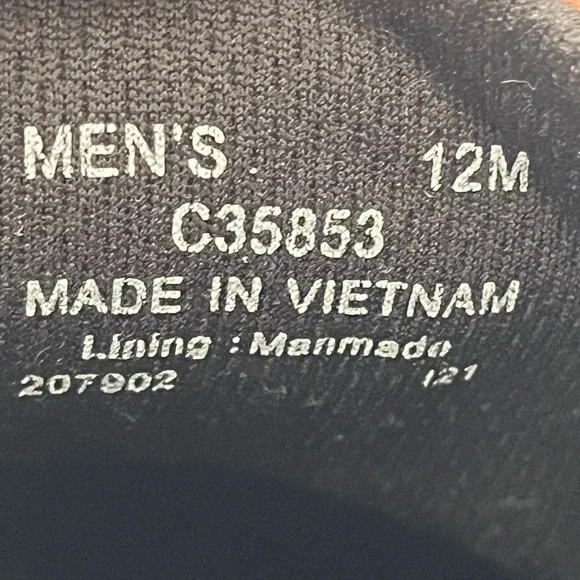 MEN'S 12M
C35853
MADE IN VIETNAM
Lining : Manmade
207902 121